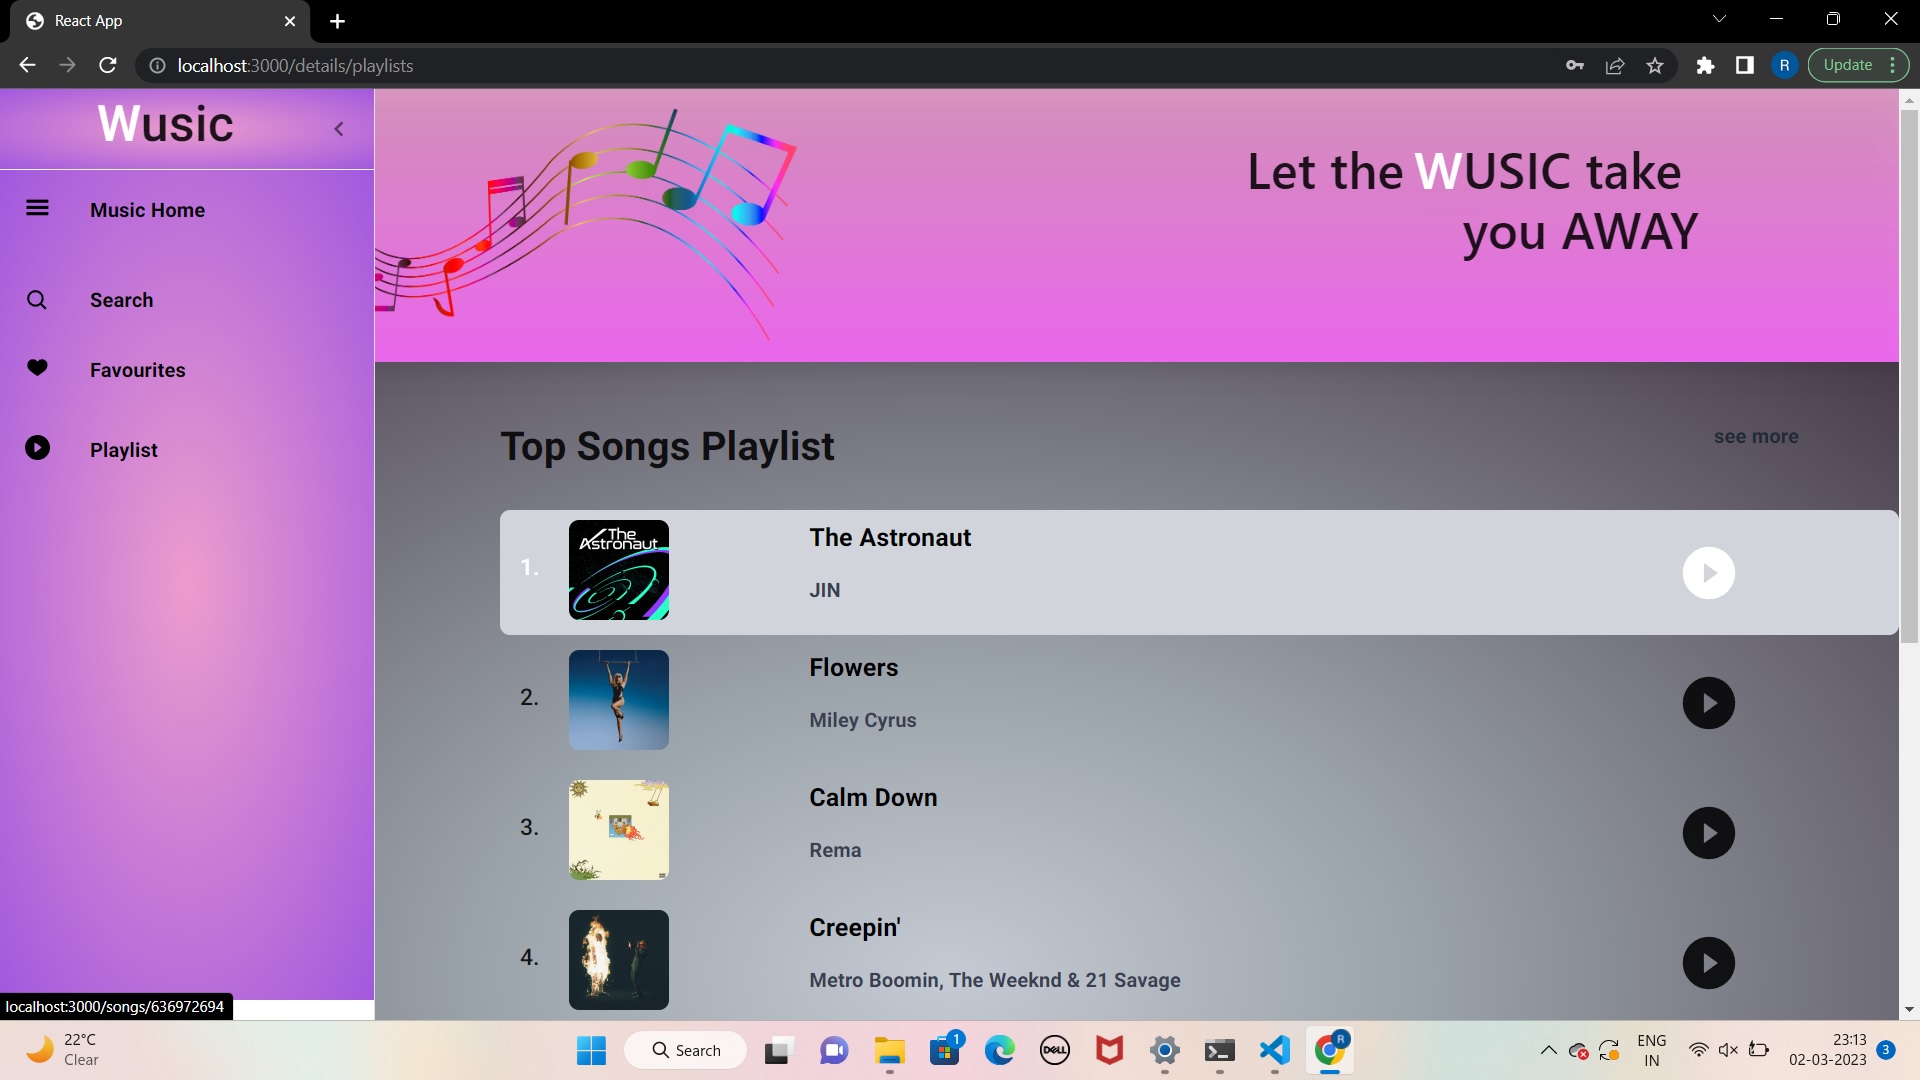 React App
localhost:3000/details/playlists
R
Update
Wusic
Music Home
Search
Favourites
Playlist
Let the WUSIC take
you AWAY
Top Songs Playlist
see more
1.
The Astronaut
The Astronaut
JIN
2.
Flowers
Miley Cyrus
3.
Calm Down
Rema
4.
Creepin'
Metro Boomin, The Weeknd & 21 Savage
localhost:3000/songs/636972694
22°C
Clear
Search
1
DELL
R
ENG
IN
23:13
02-03-2023
3